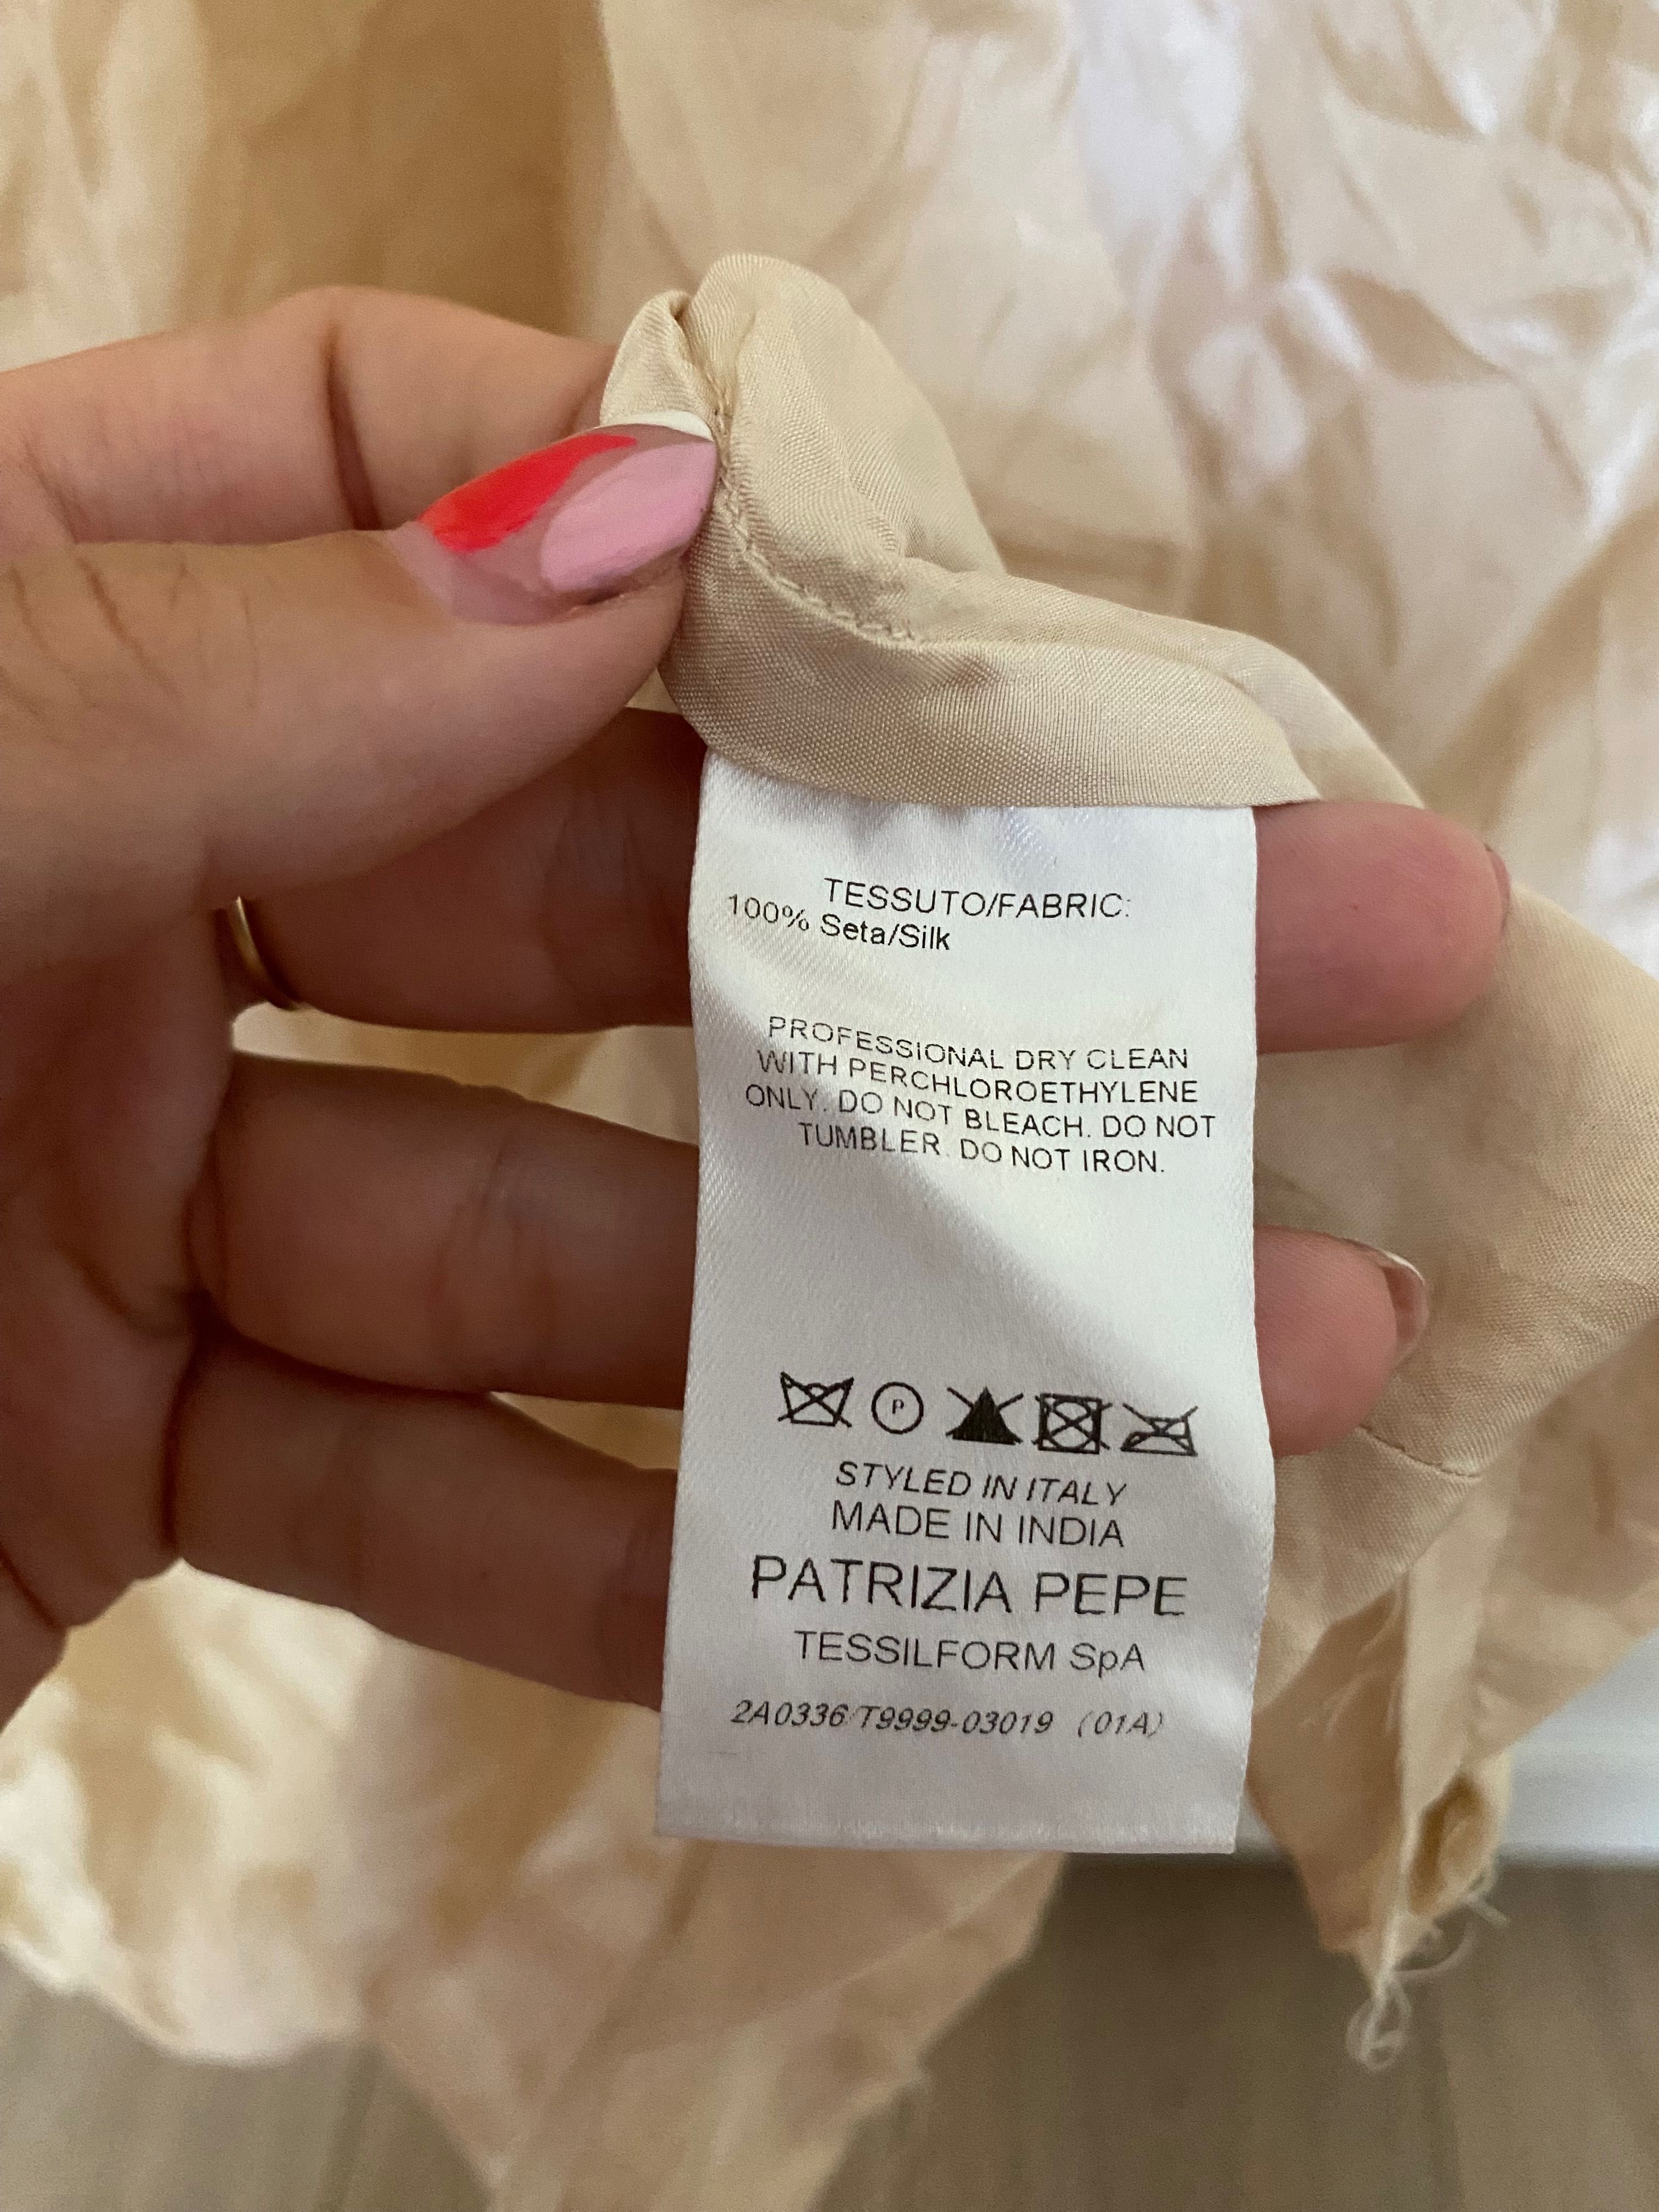 TESSUTO/FABRIC:
100% Seta/Silk
PROFESSIONAL DRY CLEAN
WITH PERCHLOROETHYLENE
ONLY. DO NOT BLEACH. DO NOT
TUMBLER. DO NOT IRON.
P
STYLED IN ITALY
MADE IN INDIA
PATRIZIA PEPE
TESSILFORM SpA
2A0336/T9999-03019 (01A)